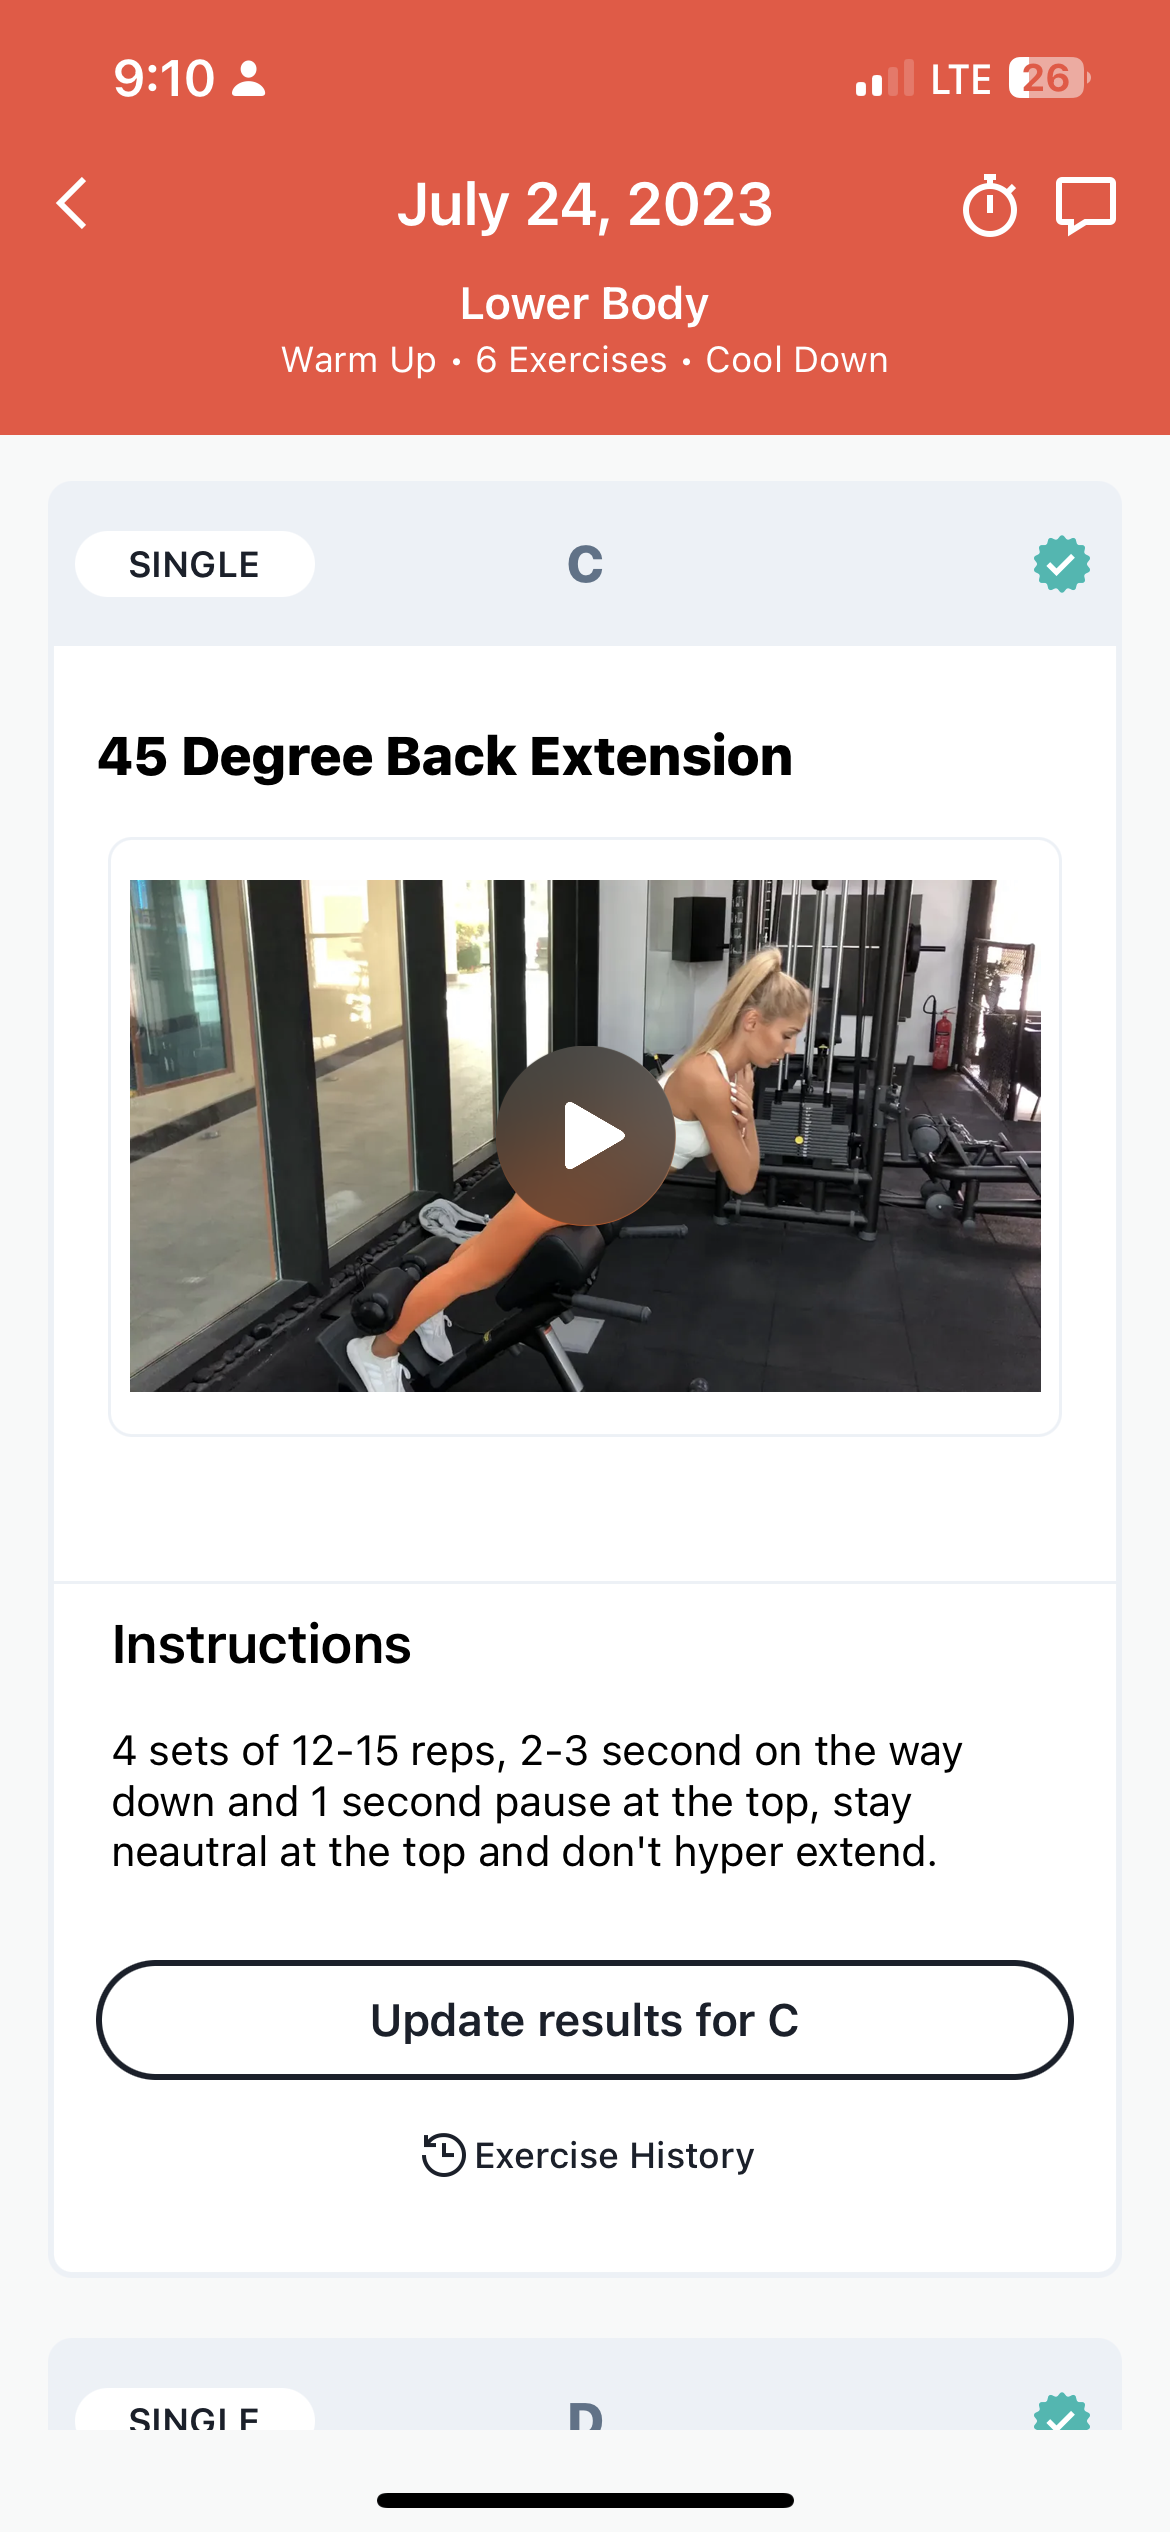 9:10
LTE 26
July 24, 2023
Lower Body
Warm Up • 6 Exercises • Cool Down
SINGLE C
45 Degree Back Extension
Instructions
4 sets of 12-15 reps, 2-3 second on the way
down and 1 second pause at the top, stay
neautral at the top and don't hyper extend.
Update results for C
Exercise History
SINGLE D